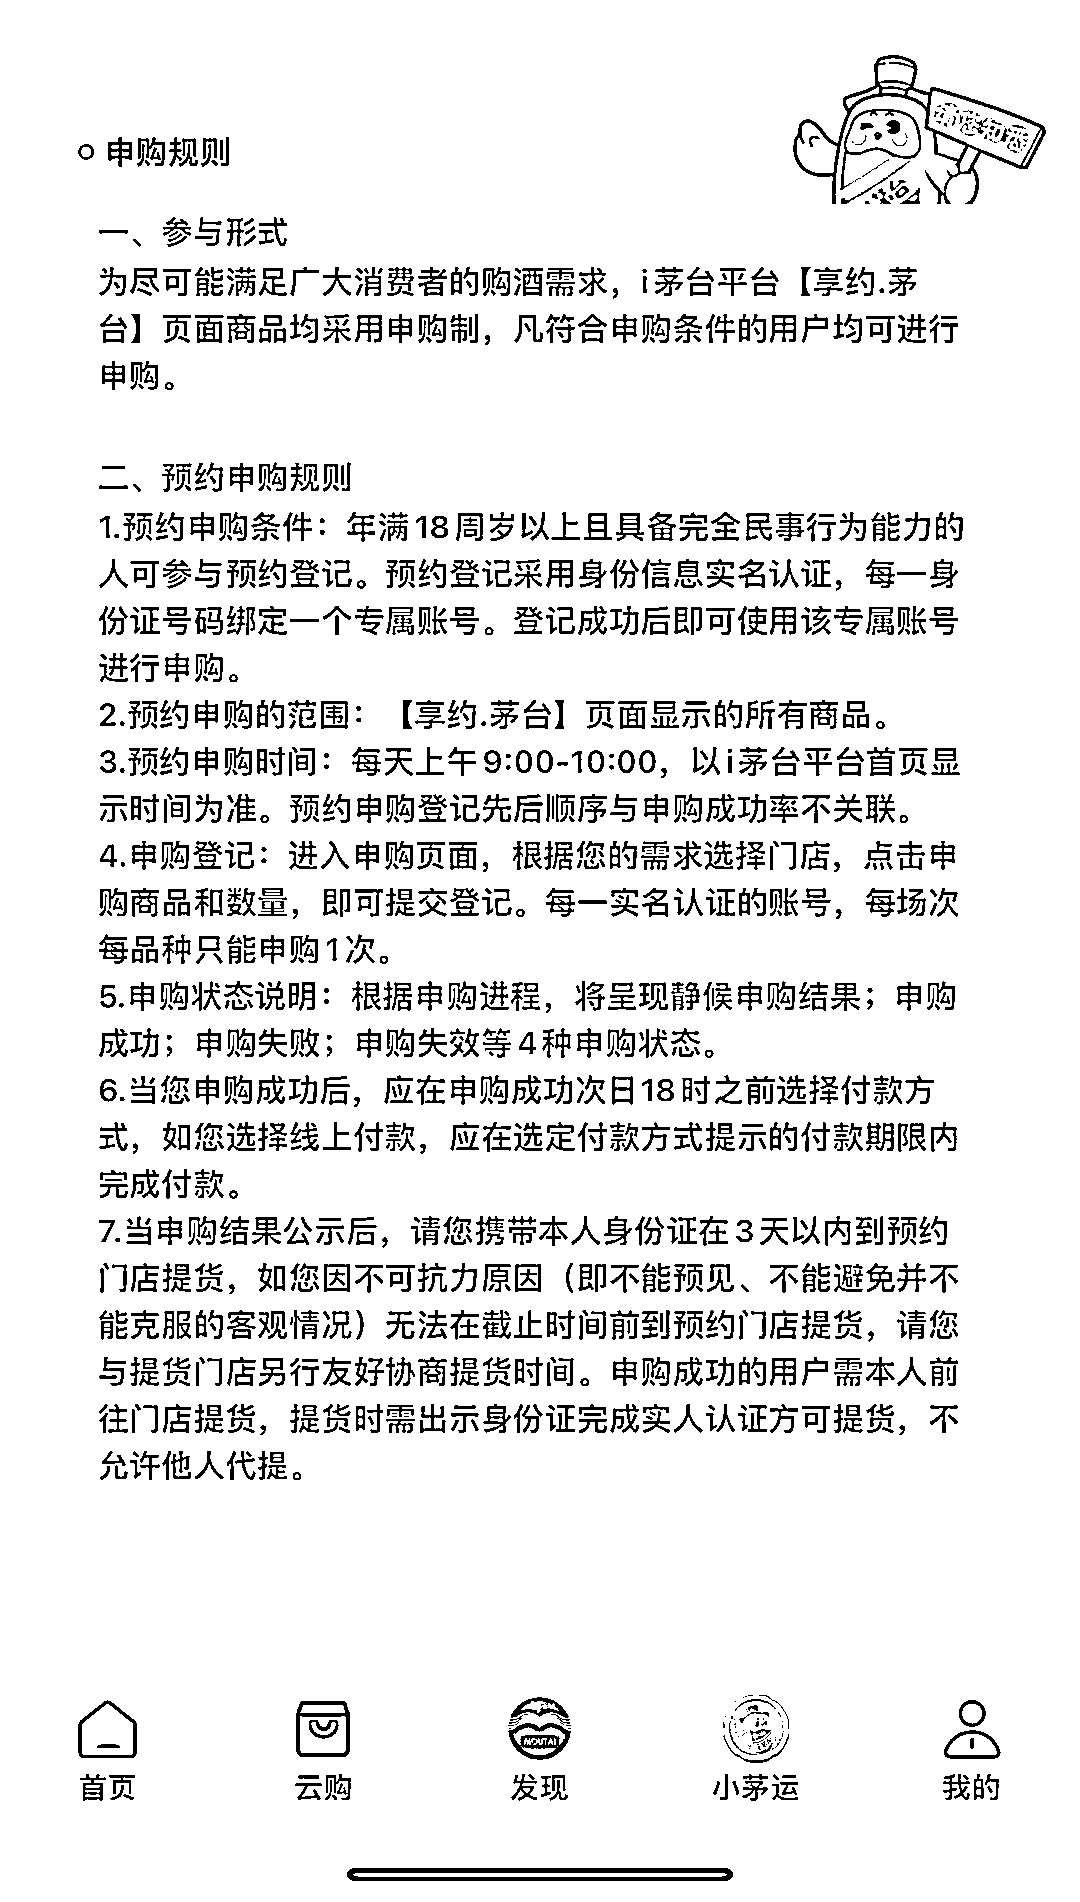 申购规则
一、参与形式
为尽可能满足广大消费者的购酒需求，i茅台平台【享约.茅
台】页面商品均采用申购制，凡符合申购条件的用户均可进行
申购。
二、预约申购规则
1.预约申购条件：年满18周岁以上且具备完全民事行为能力的
人可参与预约登记。预约登记采用身份信息实名认证，每一身
份证号码绑定一个专属账号。登记成功后即可使用该专属账号
进行申购。
2.预约申购的范围：【享约.茅台】页面显示的所有商品。
3.预约申购时间：每天上午9:00-10:00，以i茅台平台首页显
示时间为准。预约申购登记先后顺序与申购成功率不关联。
4.申购登记：进入申购页面，根据您的需求选择门店，点击申
购商品和数量，即可提交登记。每一实名认证的账号，每场次
每品种只能申购1次。
5.申购状态说明：根据申购进程，将呈现静候申购结果；申购
成功；申购失败；申购失效等4种申购状态。
6.当您申购成功后，应在申购成功次日18时之前选择付款方
式，如您选择线上付款，应在选定付款方式提示的付款期限内
完成付款。
7.当申购结果公示后，请您携带本人身份证在3天以内到预约
门店提货，如您因不可抗力原因（即不能预见、不能避免并不
能克服的客观情况）无法在截止时间前到预约门店提货，请您
与提货门店另行友好协商提货时间。申购成功的用户需本人前
往门店提货，提货时需出示身份证完成实人认证方可提货，不
允许他人代提。
MOUTAI
首页
云购
发现
小茅运
我的